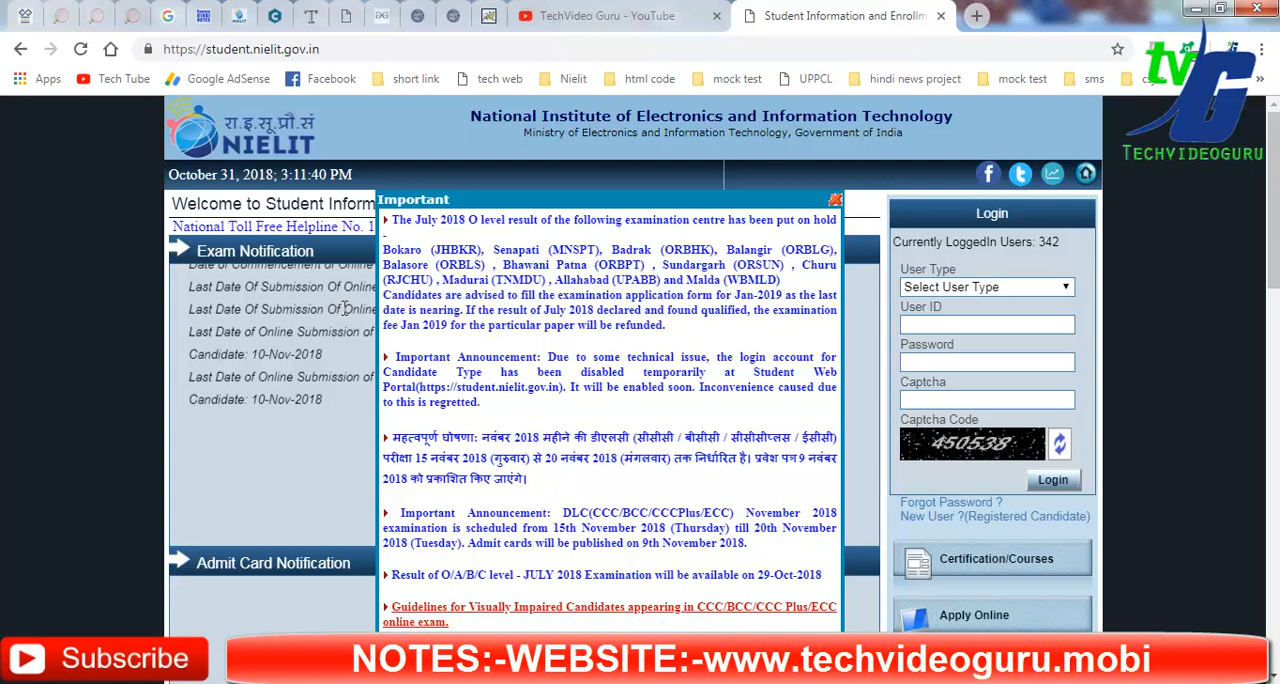 TechVideo Guru - YouTube
Student Information and Enrollm
https://student.nielit.gov.in
Apps Tech Tube Google AdSense Facebook short link tech web Nielit html code mock test UPPCL hindi news project mock test sms
TECHVIDEOGURU
रा.इ.सू.प्रौ.सं
NIELIT
National Institute of Electronics and Information Technology
Ministry of Electronics and Information Technology, Government of India
October 31, 2018; 3:11:40 PM
Welcome to Student Inform
National Toll Free Helpline No. 1
Exam Notification
Date of Commencement of Online
Last Date Of Submission Of Online
Last Date Of Submission Of Online
Last Date of Online Submission of
Candidate: 10-Nov-2018
Last Date of Online Submission of
Candidate: 10-Nov-2018
Admit Card Notification
Important
The July 2018 O level result of the following examination centre has been put on hold
-
Bokaro (JHBKR), Senapati (MNSPT), Badrak (ORBHK), Balangir (ORBLG),
Balasore (ORBLS) , Bhawani Patna (ORBPT) , Sundargarh (ORSUN) , Churu
(RJCHU) , Madurai (TNMDU) , Allahabad (UPABB) and Malda (WBMLD)
Candidates are advised to fill the examination application form for Jan-2019 as the last
date is nearing. If the result of July 2018 declared and found qualified, the examination
fee Jan 2019 for the particular paper will be refunded.
Important Announcement: Due to some technical issue, the login account for
Candidate Type has been disabled temporarily at Student Web
Portal(https://student.nielit.gov.in). It will be enabled soon. Inconvenience caused due
to this is regretted.
महत्वपूर्ण घोषणा: नवंबर 2018 महीने की डीएलसी (सीसीसी / बीसीसी / सीसीसीप्लस / ईसीसी)
परीक्षा 15 नवंबर 2018 (गुरुवार) से 20 नवंबर 2018 (मंगलवार) तक निर्धारित है। प्रवेश पत्र 9 नवंबर
2018 को प्रकाशित किए जाएंगे।
Important Announcement: DLC(CCC/BCC/CCCPlus/ECC) November 2018
examination is scheduled from 15th November 2018 (Thursday) till 20th November
2018 (Tuesday). Admit cards will be published on 9th November 2018.
Result of O/A/B/C level - JULY 2018 Examination will be available on 29-Oct-2018
Guidelines for Visually Impaired Candidates appearing in CCC/BCC/CCC Plus/ECC
online exam.
Login
Currently LoggedIn Users: 342
User Type
Select User Type
User ID
Password
Captcha
Captcha Code
450538
Login
Forgot Password ?
New User ?(Registered Candidate)
Certification/Courses
Apply Online
Subscribe
NOTES:-WEBSITE:-www.techvideoguru.mobi